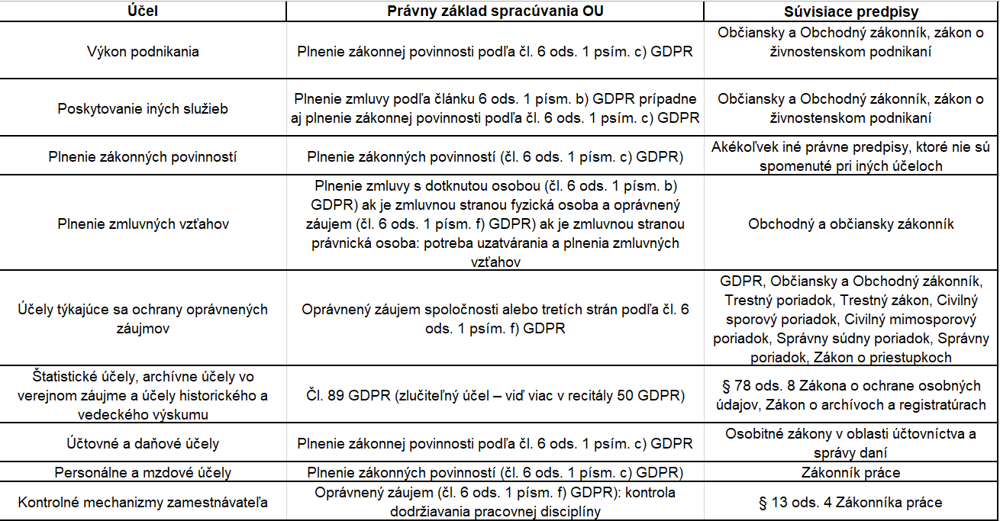 Účel
Právny základ spracúvania OU
Súvisiace predpisy
Výkon podnikania
Plnenie zákonnej povinnosti podľa čl. 6 ods. 1 psím. c) GDPR
Občiansky a Obchodný zákonník, zákon o
živnostenskom podnikaní
Poskytovanie iných služieb
Plnenie zmluvy podľa článku 6 ods. 1 písm. b) GDPR prípadne
aj plnenie zákonnej povinnosti podľa čl. 6 ods. 1 psím. c) GDPR
Občiansky a Obchodný zákonník, zákon o
živnostenskom podnikaní
Plnenie zákonných povinností
Plnenie zákonných povinností (čl. 6 ods. 1 písm. c) GDPR)
Akékoľvek iné právne predpisy, ktoré nie sú
spomenuté pri iných účeloch
Plnenie zmluvných vzťahov
Plnenie zmluvy s dotknutou osobou (čl. 6 ods. 1 písm. b)
GDPR) ak je zmluvnou stranou fyzická osoba a oprávnený
záujem (čl. 6 ods. 1 písm. f) GDPR) ak je zmluvnou stranou
právnická osoba: potreba uzatvárania a plnenia zmluvných
vzťahov
Obchodný a občiansky zákonník
Účely týkajúce sa ochrany oprávnených
záujmov
Oprávnený záujem spoločnosti alebo tretích strán podľa čl. 6
ods. 1 psím. f) GDPR
GDPR, Občiansky a Obchodný zákonník,
Trestný poriadok, Trestný zákon, Civilný
sporový poriadok, Civilný mimosporový
poriadok, Správny súdny poriadok, Správny
poriadok, Zákon o priestupkoch
Štatistické účely, archívne účely vo
verejnom záujme a účely historického a
vedeckého výskumu
Čl. 89 GDPR (zlučiteľný účel – viď viac v recitály 50 GDPR)
§ 78 ods. 8 Zákona o ochrane osobných
údajov, Zákon o archívoch a registratúrach
Účtovné a daňové účely
Plnenie zákonnej povinnosti podľa čl. 6 ods. 1 psím. c) GDPR
Osobitné zákony v oblasti účtovníctva a
správy daní
Personálne a mzdové účely
Plnenie zákonných povinností (čl. 6 ods. 1 písm. c) GDPR)
Zákonník práce
Kontrolné mechanizmy zamestnávateľa
Oprávnený záujem (čl. 6 ods. 1 písm. f) GDPR): kontrola
dodržiavania pracovnej disciplíny
§ 13 ods. 4 Zákonníka práce